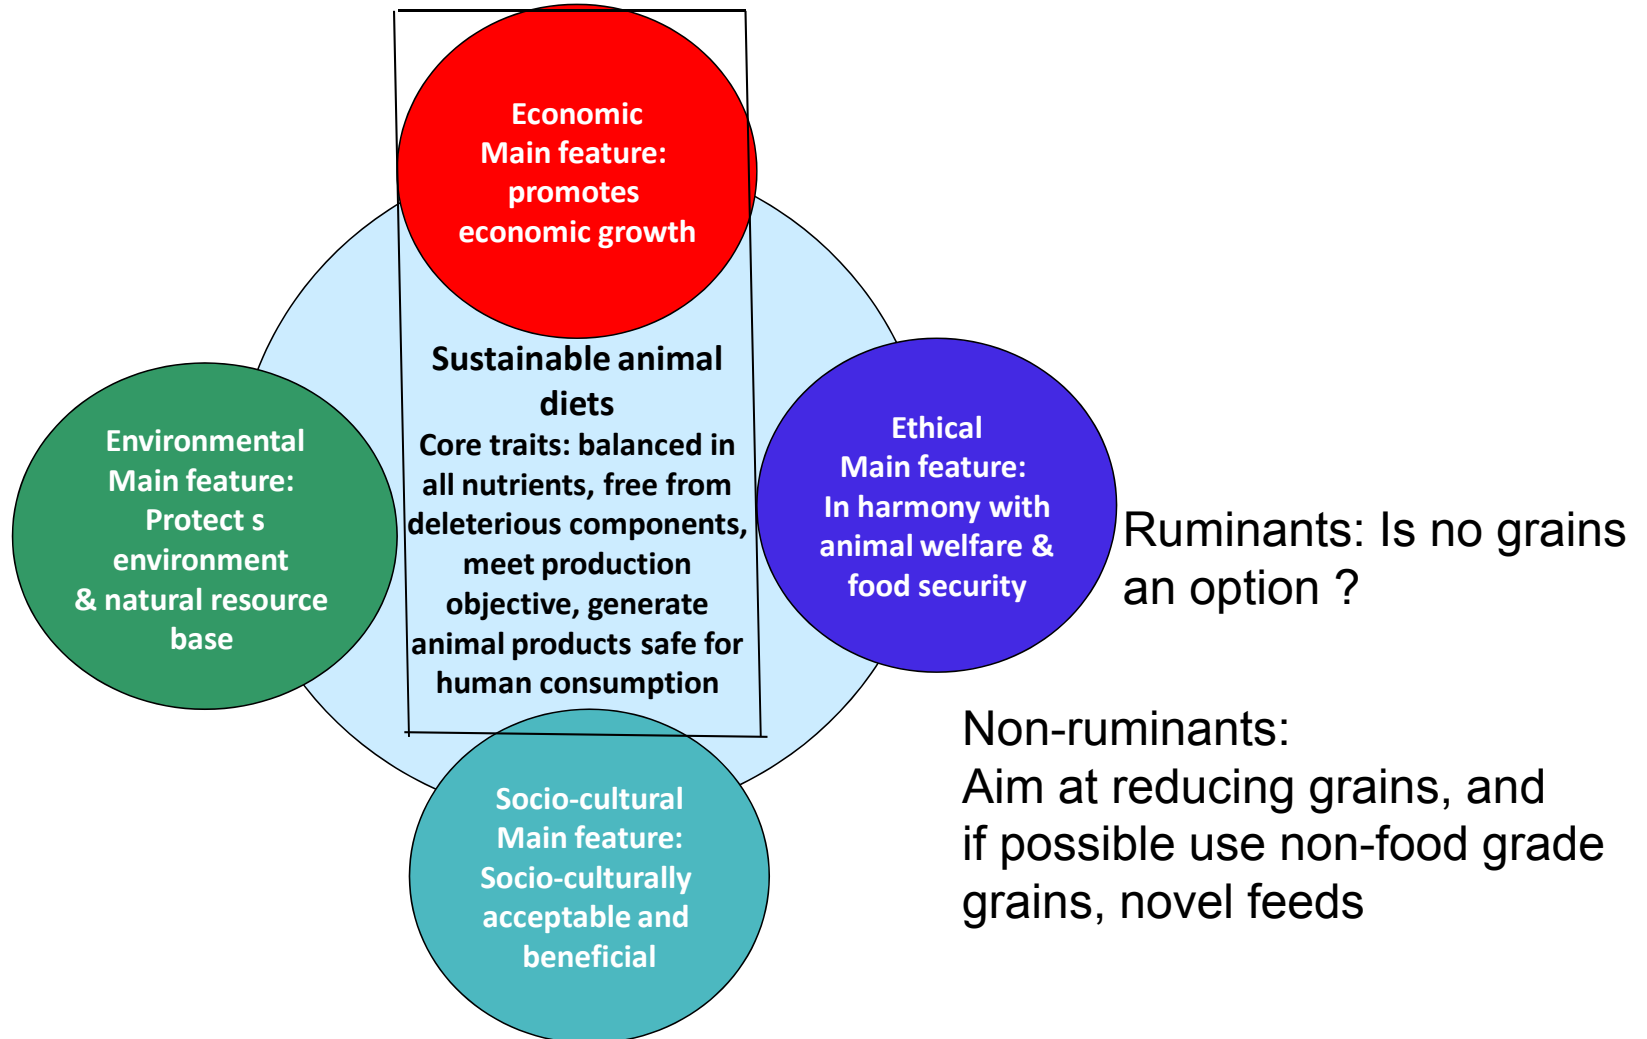 Economic
Main feature:
promotes
economic growth
Sustainable animal
diets
Core traits: balanced in
all nutrients, free from
deleterious components,
meet production
objective, generate
animal products safe for
human consumption
Environmental
Main feature:
Protect s
environment
& natural resource
base
Ethical
Main feature:
In harmony with
animal welfare &
food security
Socio-cultural
Main feature:
Socio-culturally
acceptable and
beneficial
Ruminants: Is no grains
an option ?
Non-ruminants:
Aim at reducing grains, and
if possible use non-food grade
grains, novel feeds